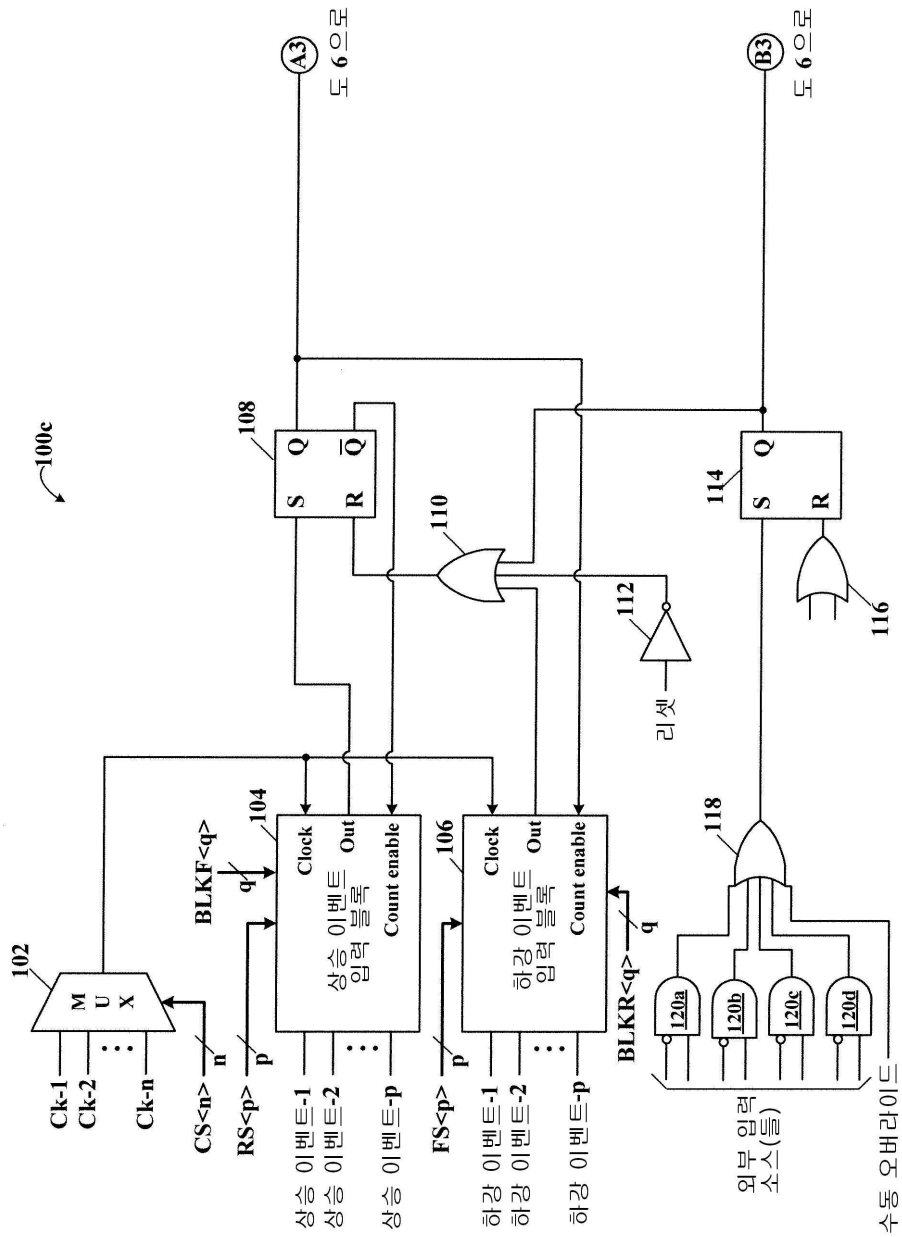 100c
Ck-1
Ck-2
Ck-n
M
U
X
102
CS<n>
n
RS<p>
p
BLKF<q>
q
104
Clock
상승 이벤트
입력 블록
Out
Count enable
상승 이벤트-1
상승 이벤트-2
상승 이벤트-p
FS<p>
p
106
Clock
하강 이벤트
입력 블록
Out
Count enable
하강 이벤트-1
하강 이벤트-2
하강 이벤트-p
BLKR<q>
q
108
S
Q
R
Q̅
A3
도 6으로
110
112
리셋
114
S
Q
R
B3
도 6으로
116
118
120a
120b
120c
120d
외부 입력
소스(들)
수동 오버라이드